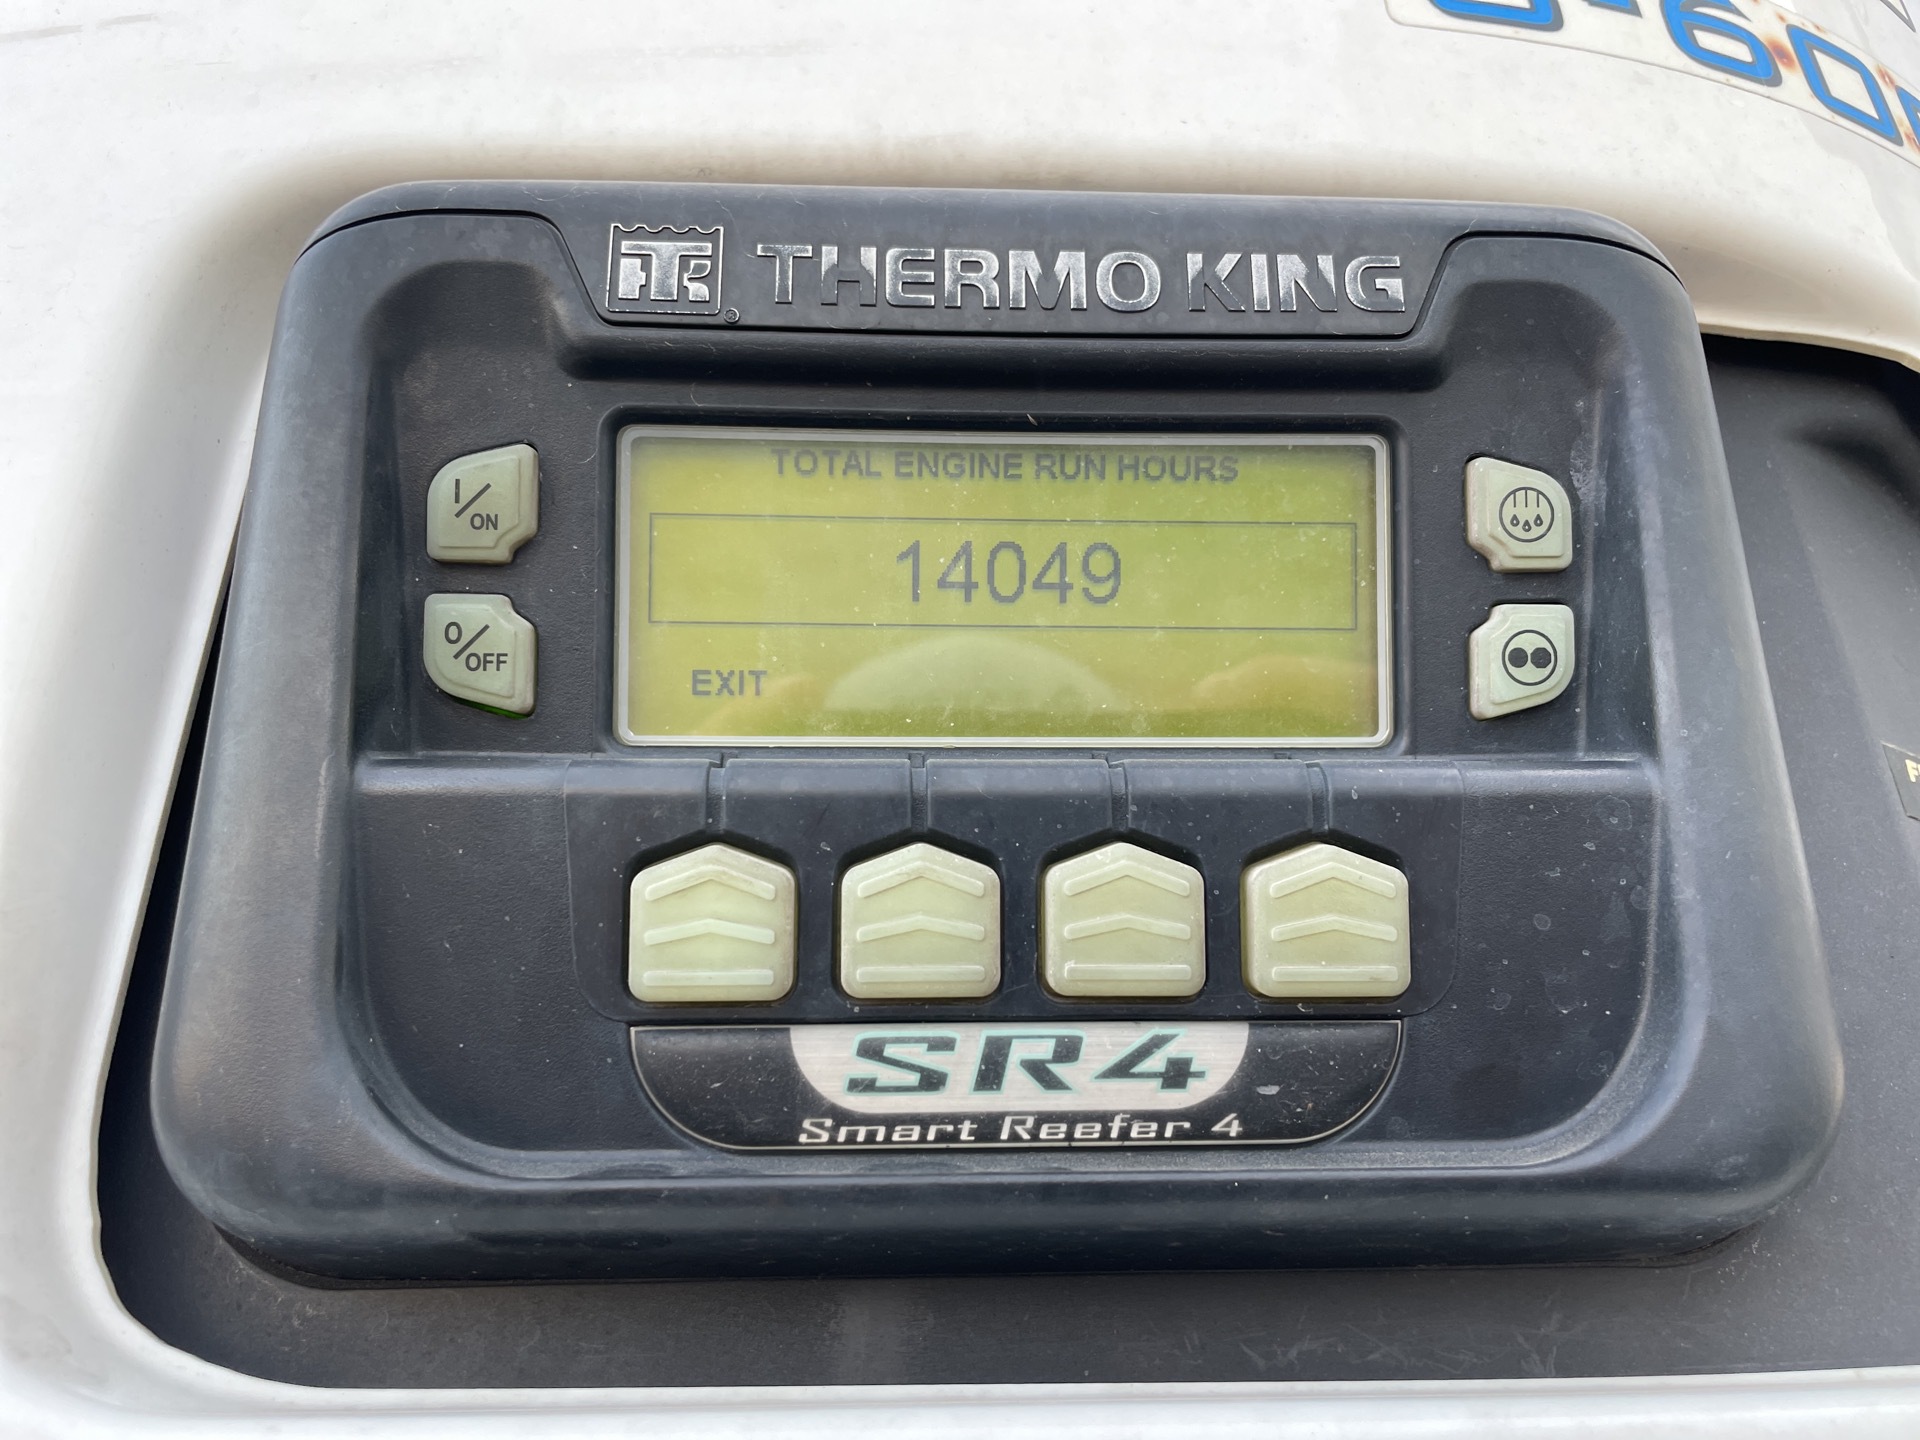 THERMO KING
I/ON
O/OFF
TOTAL ENGINE RUN HOURS
14049
EXIT
SR4
Smart Reefer 4